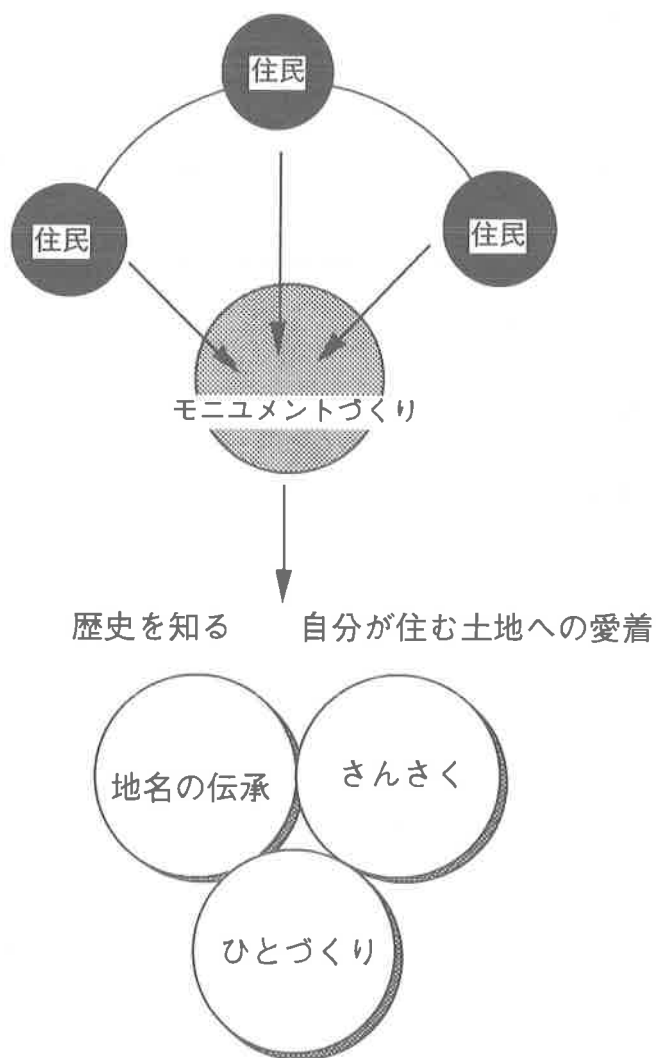 住民
住民
住民
モニユメントづくり
歴史を知る　自分が住む土地への愛着
地名の伝承
さんさく
ひとづくり